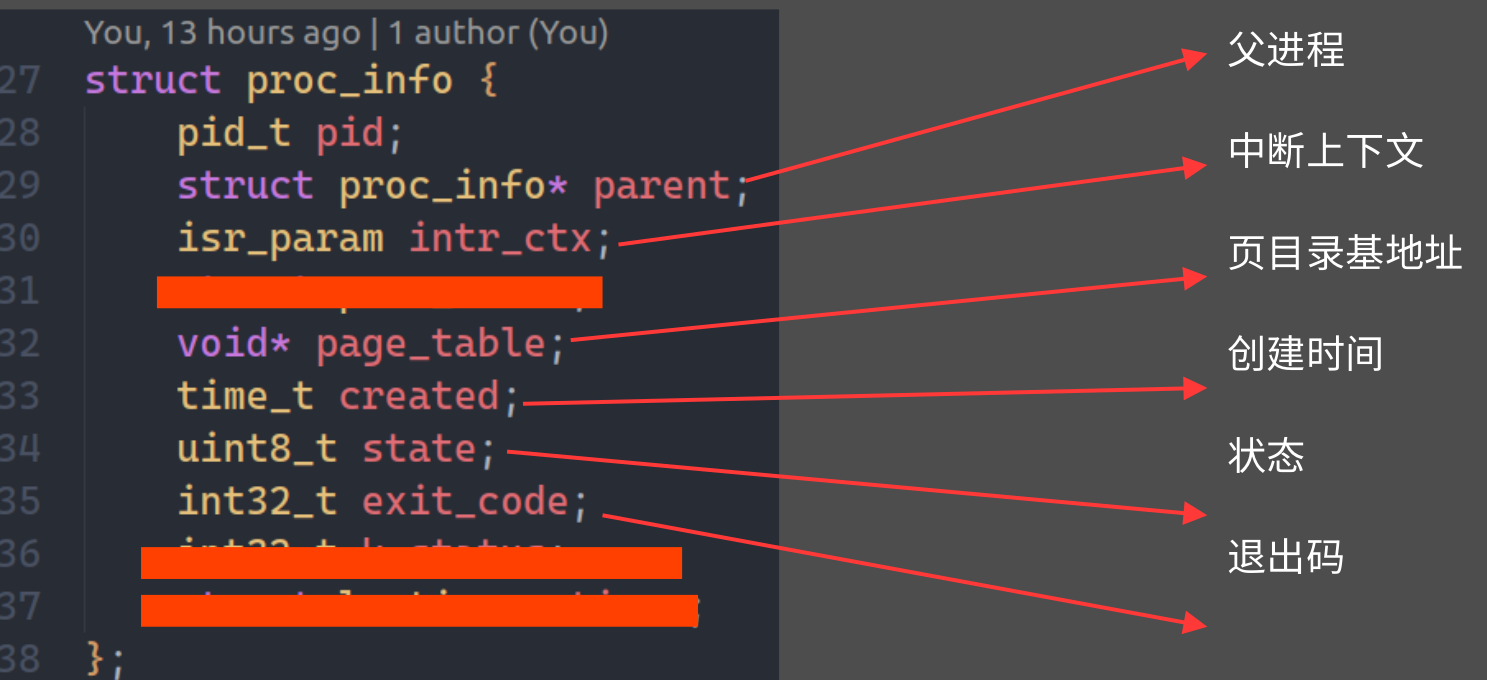 You, 13 hours ago | 1 author (You)
27 struct proc_info {
28 pid_t pid;
29 struct proc_info* parent;
30 isr_param intr_ctx;
31
32 void* page_table;
33 time_t created;
34 uint8_t state;
35 int32_t exit_code;
36
37
38 };
父进程
中断上下文
页目录基地址
创建时间
状态
退出码